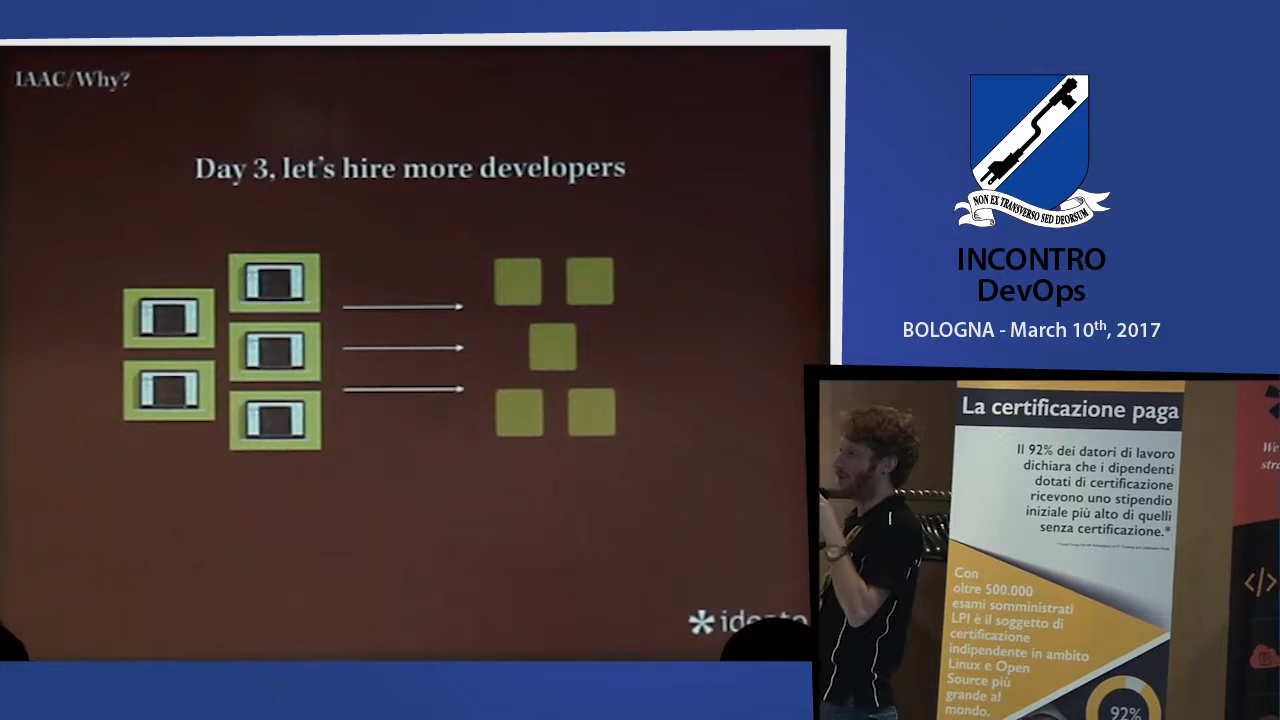 IAAC/Why?
Day 3, let's hire more developers
NON EX TRANSVERSO SED DEORSUM
INCONTRO
DevOps
BOLOGNA - March 10th, 2017
La certificazione paga
Il 92% dei datori di lavoro
dichiara che i dipendenti
dotati di certificazione
ricevono uno stipendio
iniziale più alto di quelli
senza certificazione.*
Con
oltre 500.000
esami somministrati
LPI è il soggetto di
certificazione
indipendente in ambito
Linux e Open
Source più
grande al
mondo.
92%
We